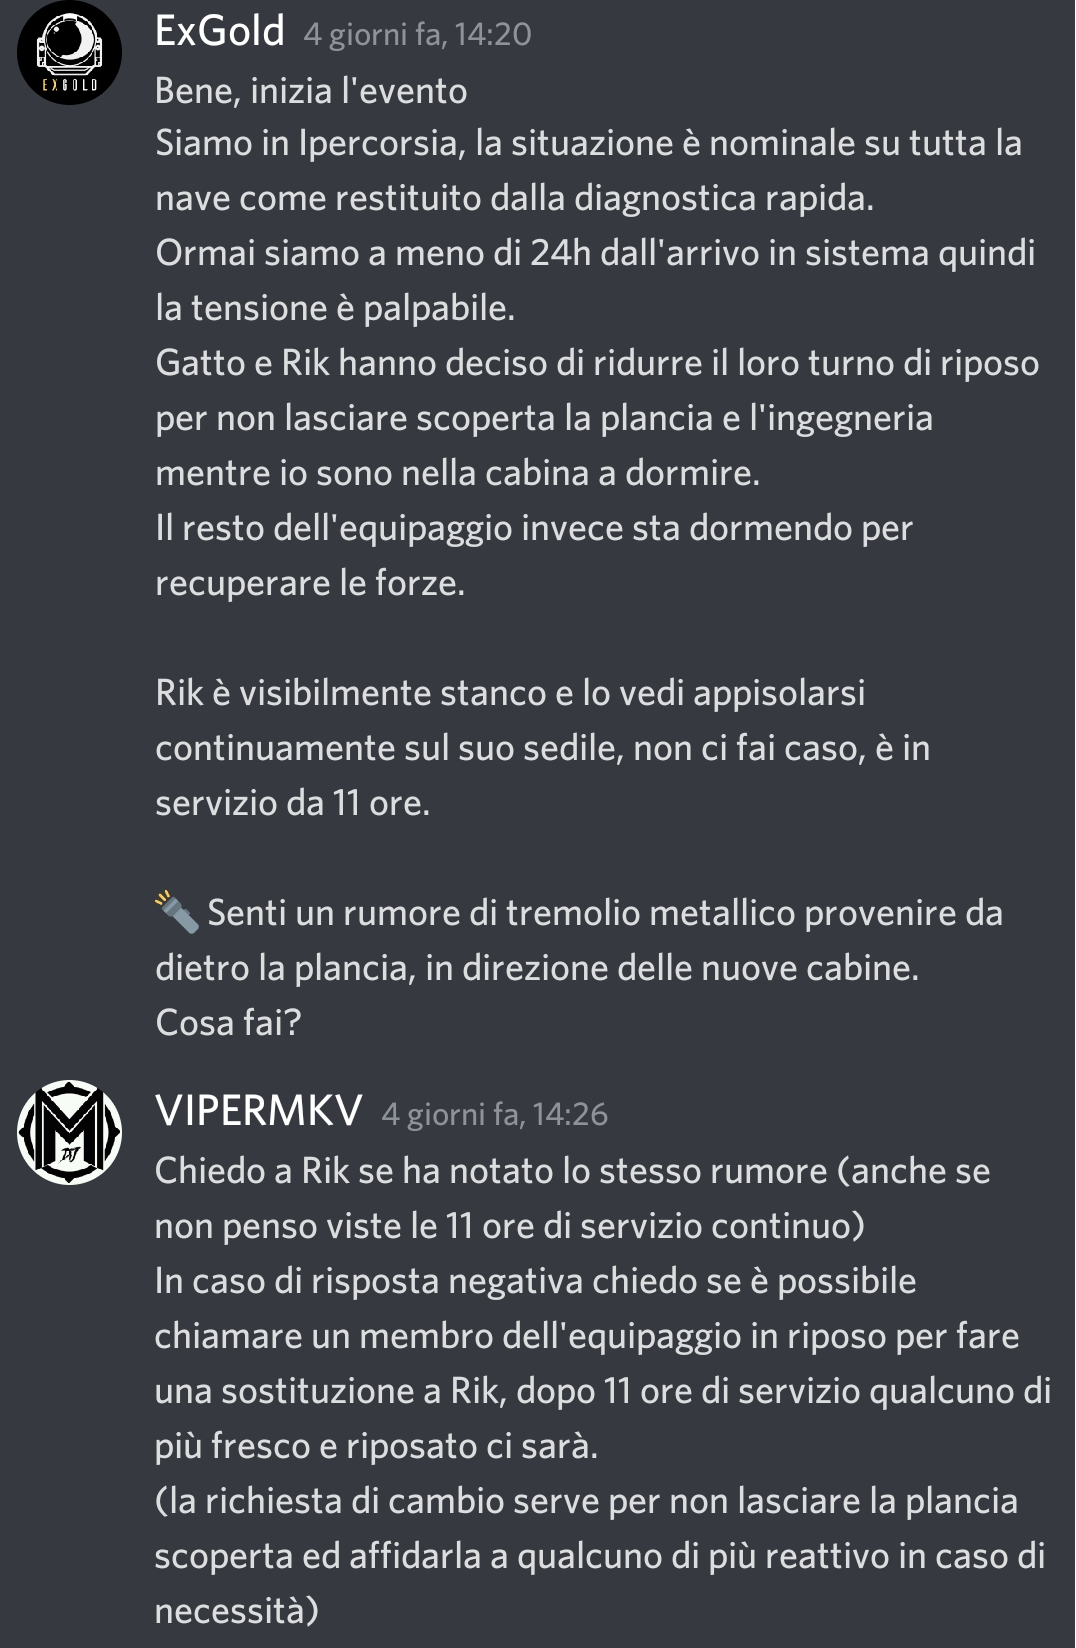 ExGold 4 giorni fa, 14:20
EXGOLD
Bene, inizia l'evento
Siamo in Ipercorsia, la situazione è nominale su tutta la
nave come restituito dalla diagnostica rapida.
Ormai siamo a meno di 24h dall'arrivo in sistema quindi
la tensione è palpabile.
Gatto e Rik hanno deciso di ridurre il loro turno di riposo
per non lasciare scoperta la plancia e l'ingegneria
mentre io sono nella cabina a dormire.
Il resto dell'equipaggio invece sta dormendo per
recuperare le forze.
Rik è visibilmente stanco e lo vedi appisolarsi
continuamente sul suo sedile, non ci fai caso, è in
servizio da 11 ore.
🔦 Senti un rumore di tremolio metallico provenire da
dietro la plancia, in direzione delle nuove cabine.
Cosa fai?
VIPERMKV 4 giorni fa, 14:26
M
DJ
Chiedo a Rik se ha notato lo stesso rumore (anche se
non penso viste le 11 ore di servizio continuo)
In caso di risposta negativa chiedo se è possibile
chiamare un membro dell'equipaggio in riposo per fare
una sostituzione a Rik, dopo 11 ore di servizio qualcuno di
più fresco e riposato ci sarà.
(la richiesta di cambio serve per non lasciare la plancia
scoperta ed affidarla a qualcuno di più reattivo in caso di
necessità)